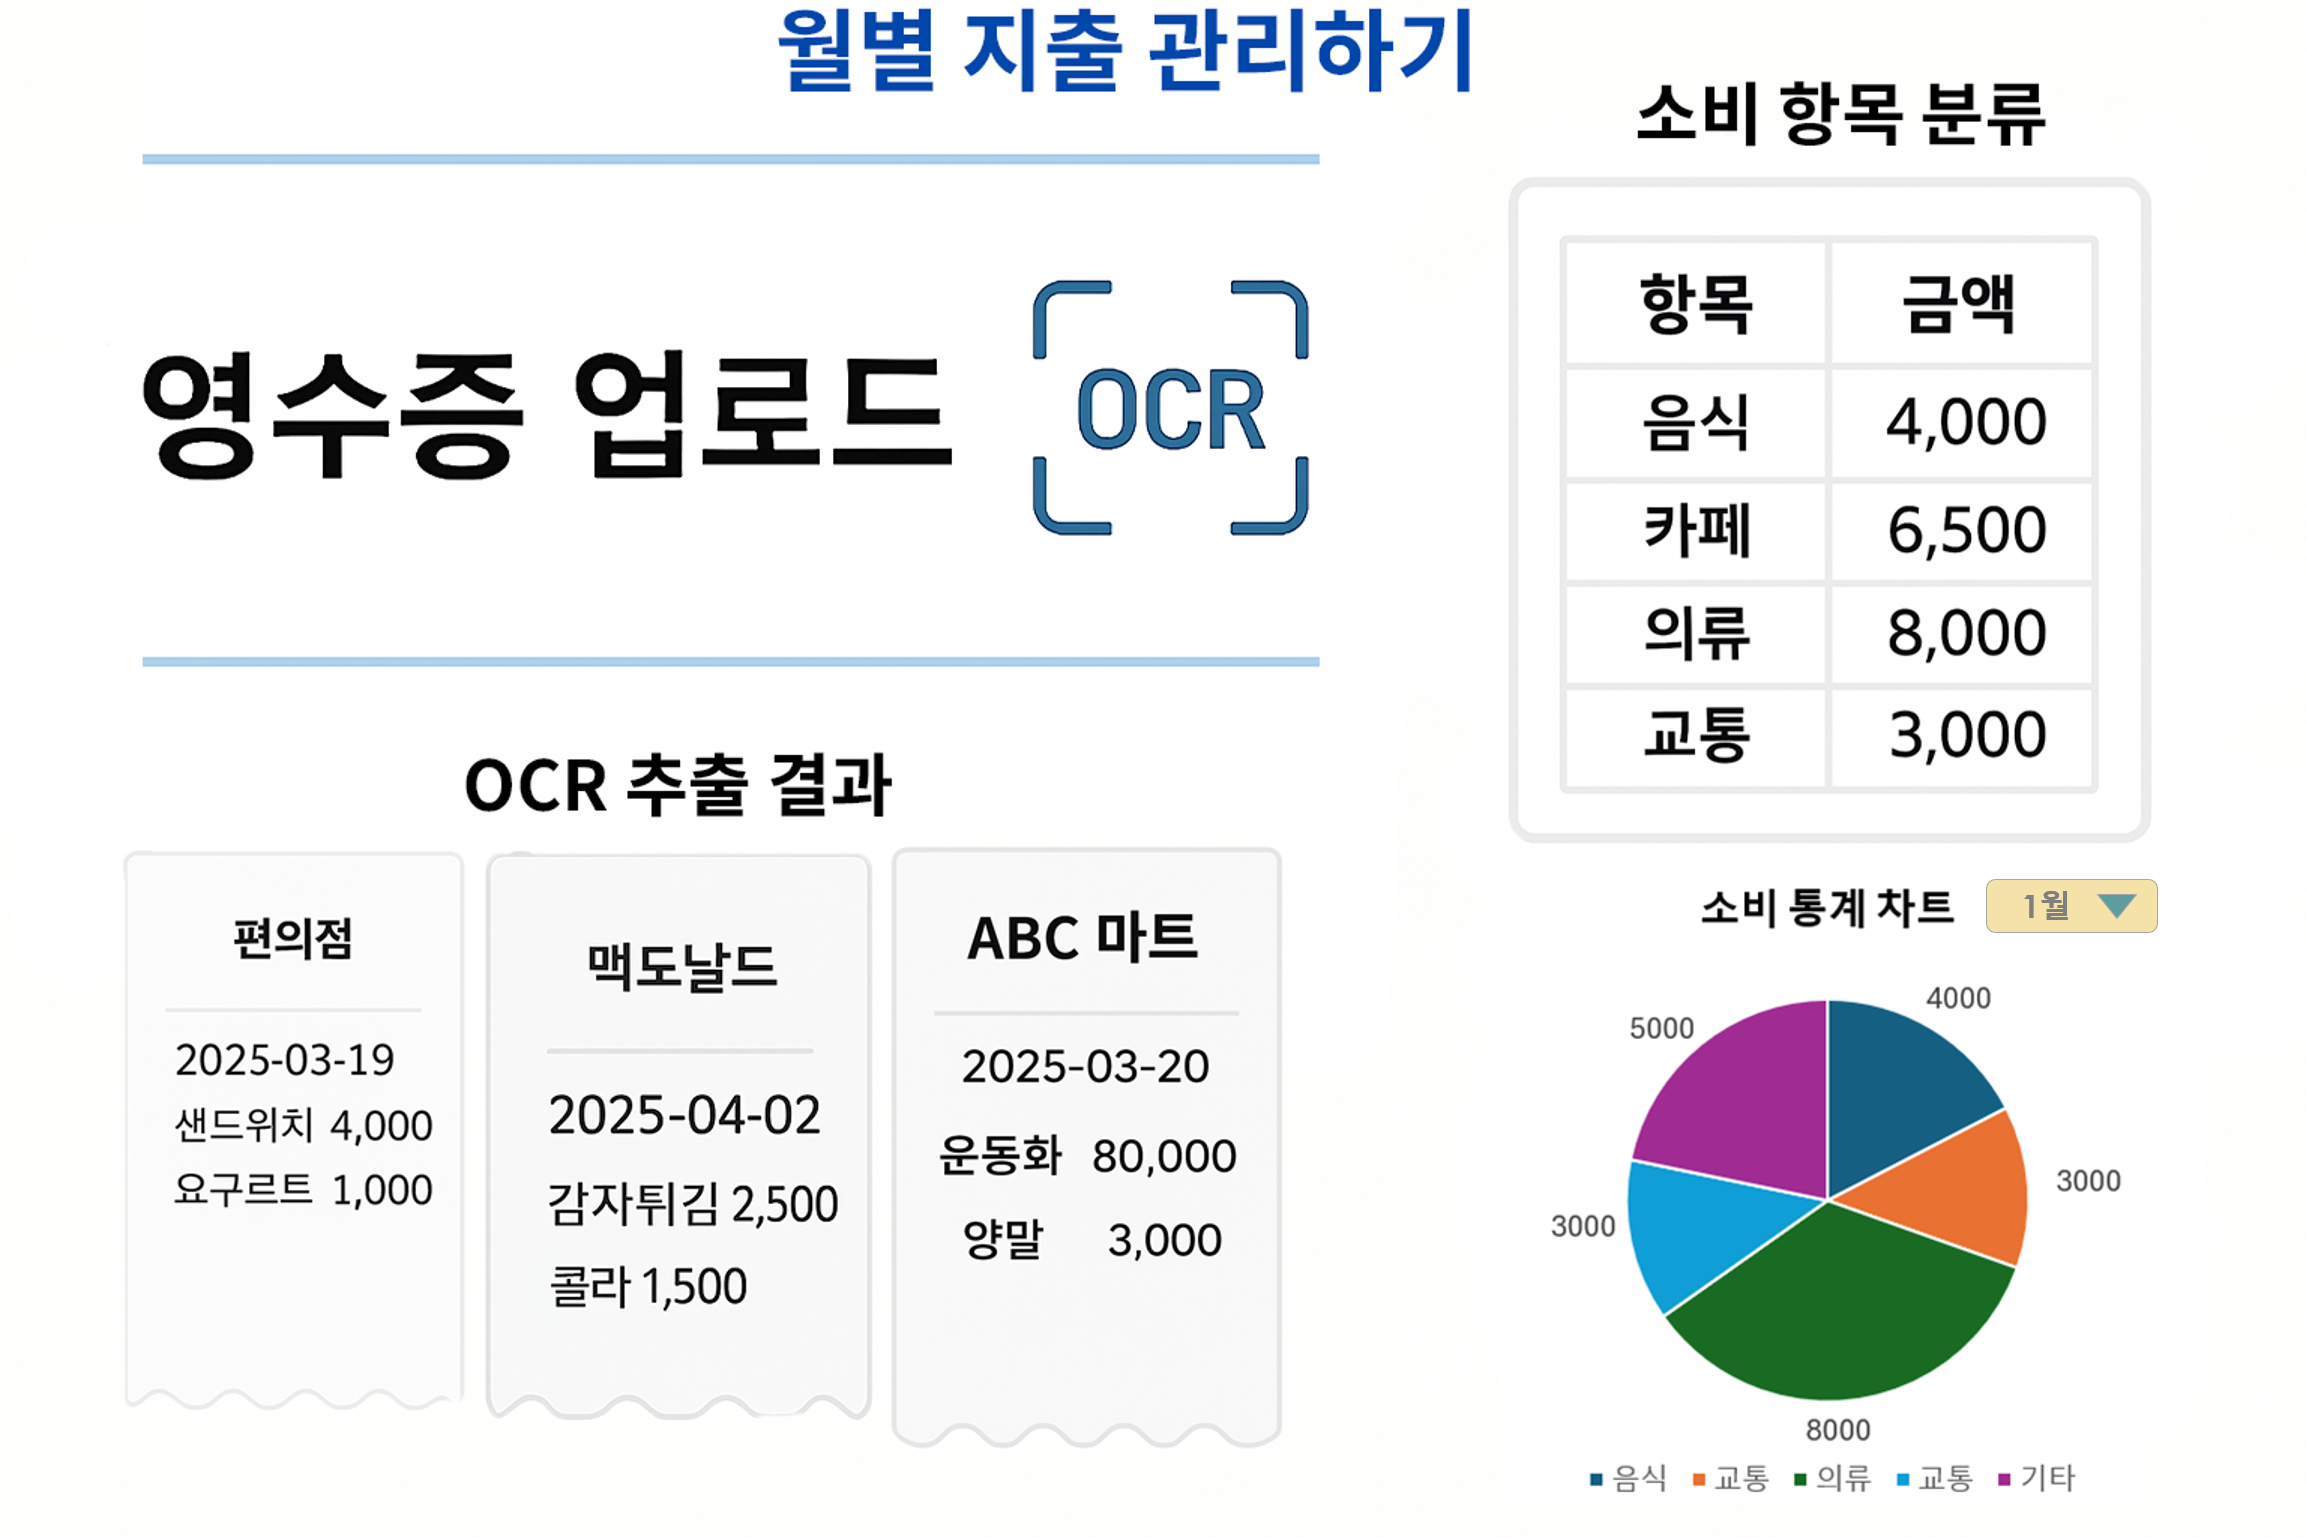 월별 지출 관리하기
영수증 업로드
OCR
OCR 추출 결과
편의점
2025-03-19
샌드위치 4,000
요구르트 1,000
맥도날드
2025-04-02
감자튀김 2,500
콜라 1,500
ABC 마트
2025-03-20
운동화 80,000
양말 3,000
소비 항목 분류
항목 금액
음식 4,000
카페 6,500
의류 8,000
교통 3,000
소비 통계 차트 1월
4000
5000
3000
3000
8000
음식 교통 의류 교통 기타